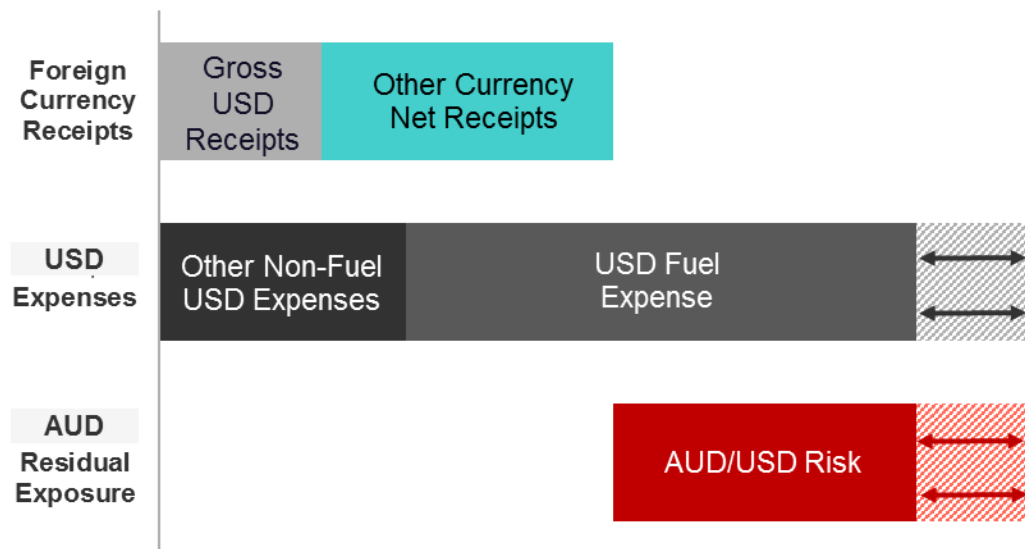 Foreign
Currency
Receipts
Gross
USD
Receipts
Other Currency
Net Receipts
USD
Expenses
Other Non-Fuel
USD Expenses
USD Fuel
Expense
AUD
Residual
Exposure
AUD/USD Risk